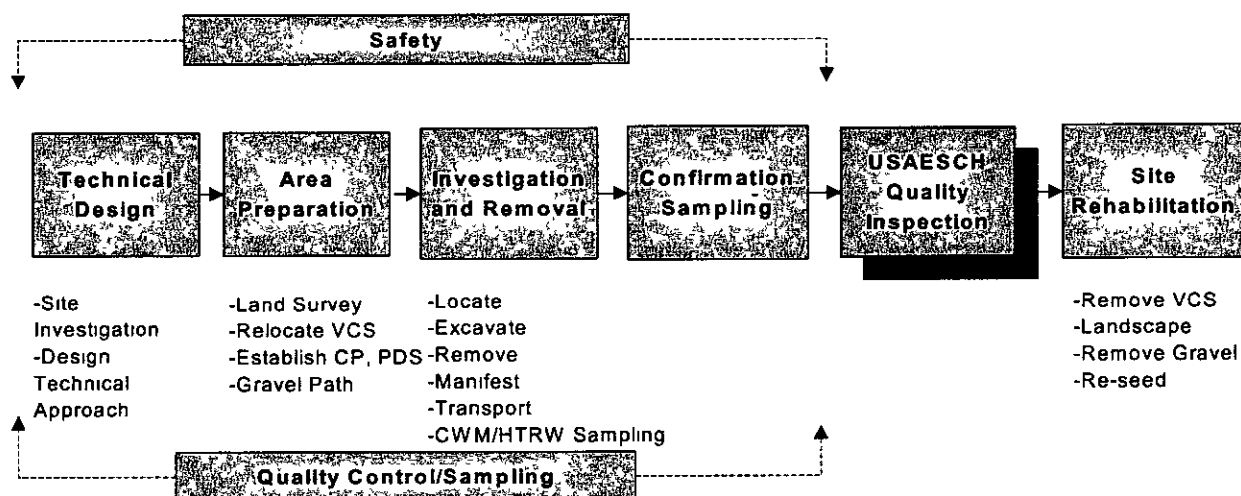 Safety
Technical
Design
Area
Preparation
Investigation
and Removal
Confirmation
Sampling
USAESCH
Quality
Inspection
Site
Rehabilitation
-Site
Investigation
-Design
Technical
Approach
-Land Survey
-Relocate VCS
-Establish CP, PDS
-Gravel Path
-Locate
-Excavate
-Remove
-Manifest
-Transport
-CWM/HTRW Sampling
-Remove VCS
-Landscape
-Remove Gravel
-Re-seed
Quality Control/Sampling